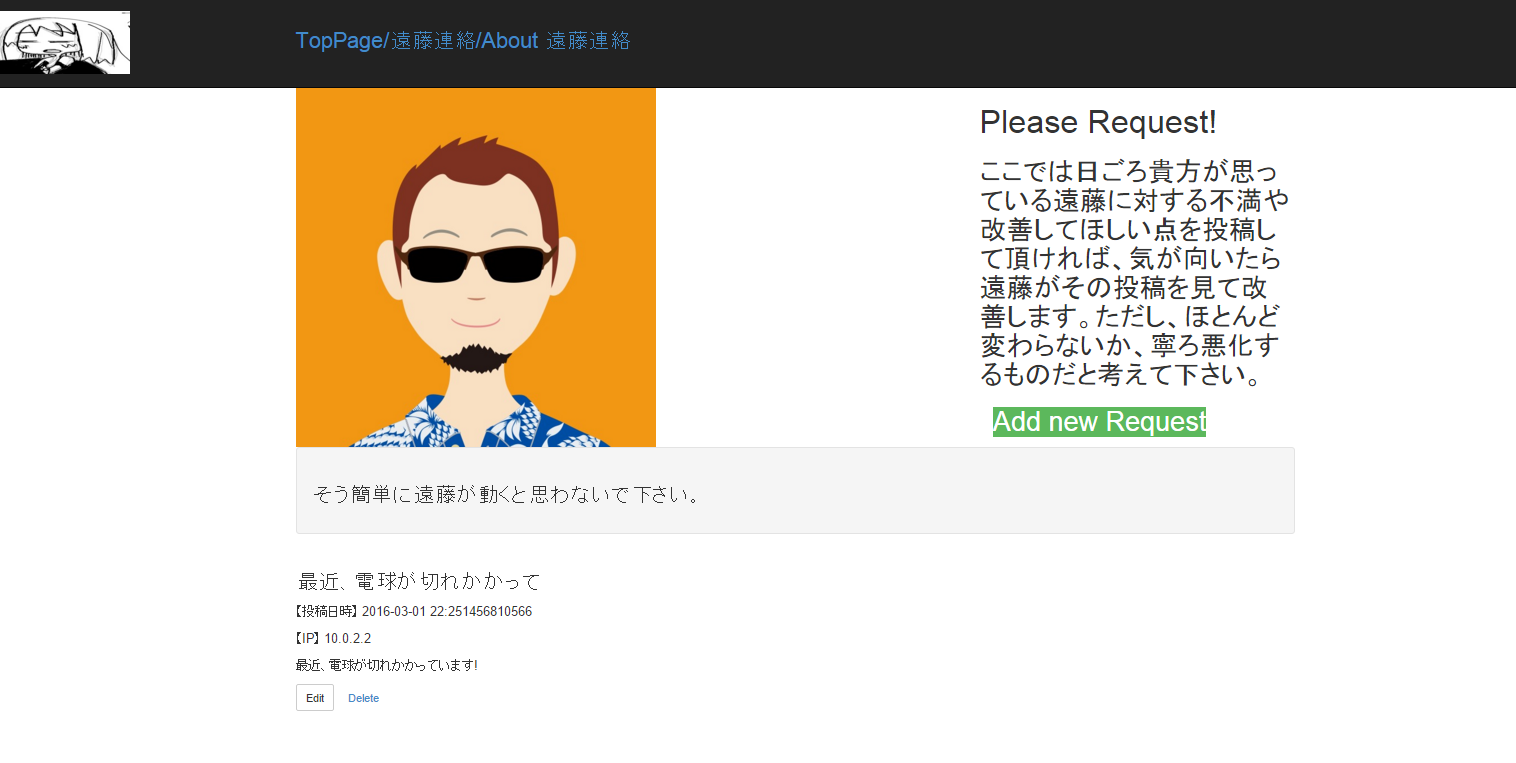 TopPage/遠藤連絡/About 遠藤連絡
Please Request!
ここでは日ごろ貴方が思っ
ている遠藤に対する不満や
改善してほしい点を投稿し
て頂ければ、気が向いたら
遠藤がその投稿を見て改
善します。ただし、ほとんど
変わらないか、寧ろ悪化す
るものだと考えて下さい。
Add new Request
そう簡単に遠藤が動くと思わないで下さい。
最近、電球が切れかかって
【投稿日時】 2016-03-01 22:251456810566
【IP】 10.0.2.2
最近、電球が切れかかっています!
Edit Delete